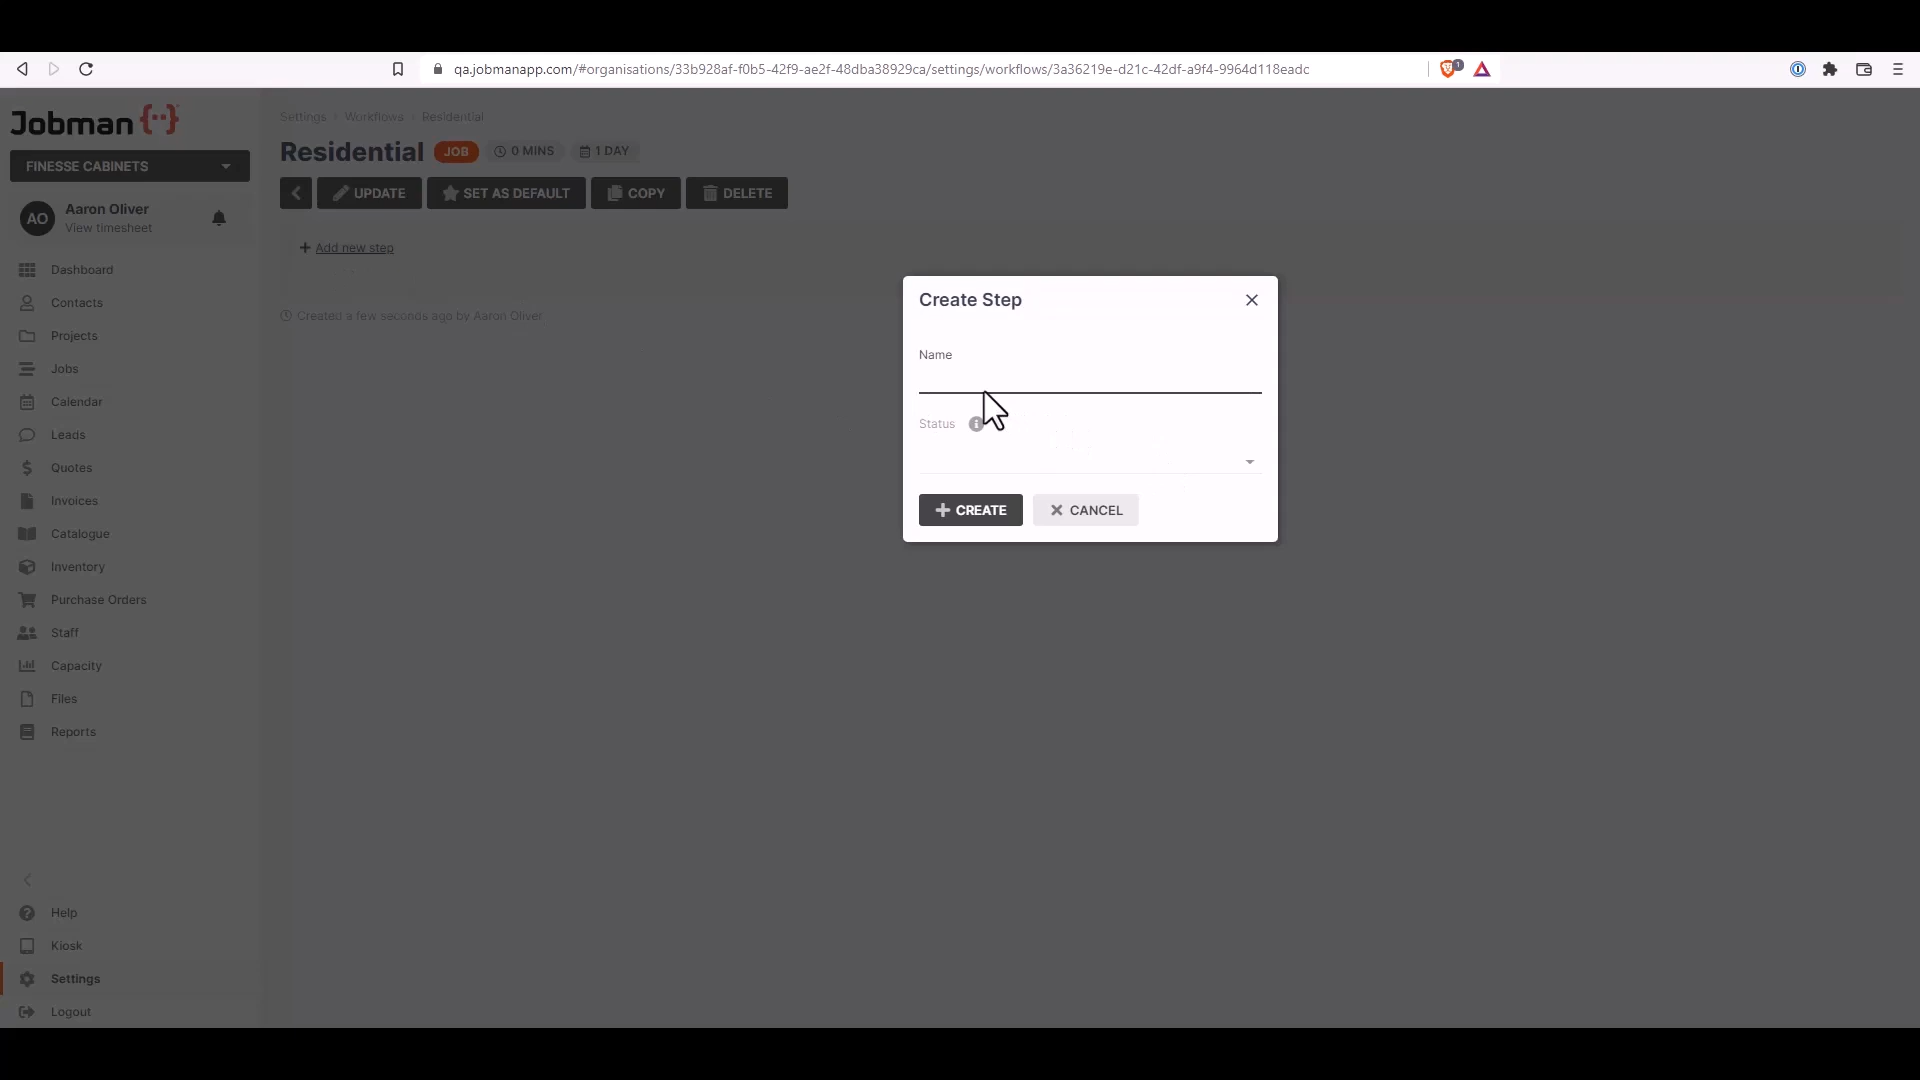 qa.jobmanapp.com/#organisations/33b928af-f0b5-42f9-ae2f-48dba38929ca/settings/workflows/3a36219e-d21c-42df-a9f4-9964d118eadc
1
Jobman {··}
FINESSE CABINETS
AO
Aaron Oliver
View timesheet
Dashboard
Contacts
Projects
Jobs
Calendar
Leads
Quotes
Invoices
Catalogue
Inventory
Purchase Orders
Staff
Capacity
Files
Reports
Help
Kiosk
Settings
Logout
Settings Workflows Residential
Residential JOB 0 MINS 1 DAY
UPDATE SET AS DEFAULT COPY DELETE
+ Add new step
Created a few seconds ago by Aaron Oliver
Create Step
Name
Status
CREATE CANCEL